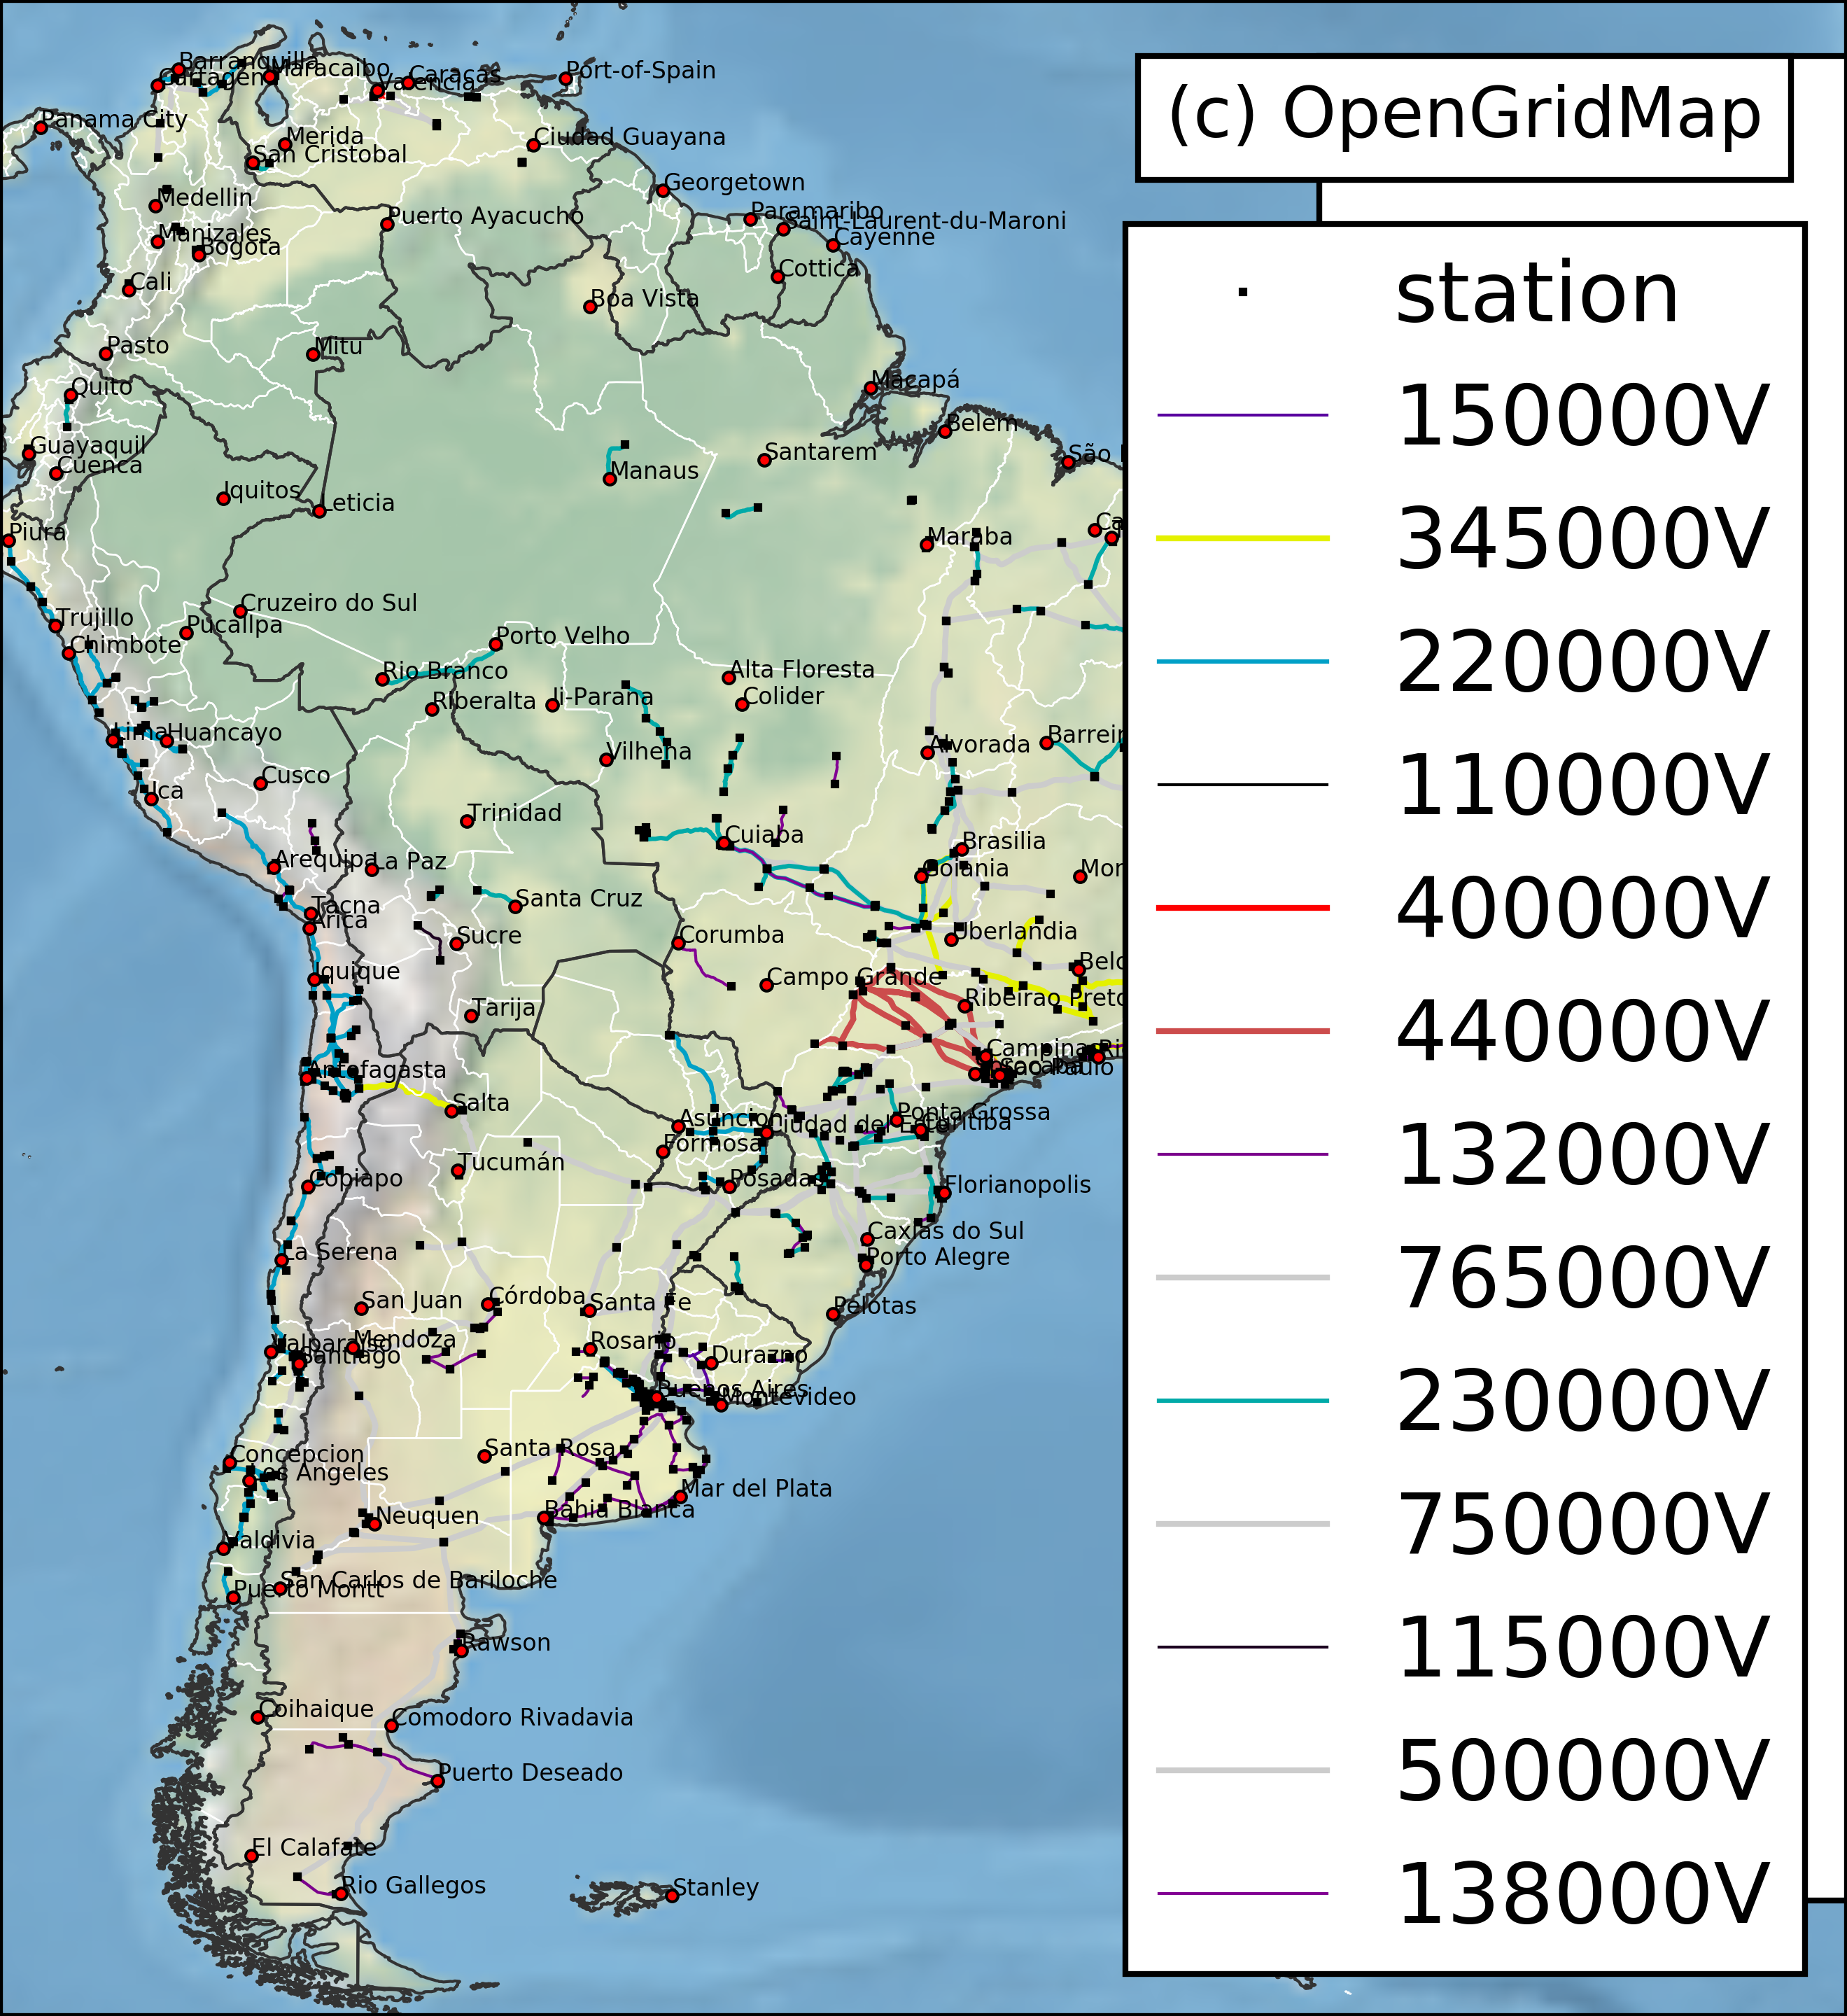 (c) OpenGridMap
station
150000V
345000V
220000V
110000V
400000V
440000V
132000V
765000V
230000V
750000V
115000V
500000V
138000V
Barranquilla
Maracaibo
Caracas
Valencia
Port-of-Spain
Panama City
Merida
San Cristobal
Ciudad Guayana
Georgetown
Medellin
Puerto Ayacucho
Paramaribo
Saint-Laurent-du-Maroni
Cayenne
Manizales
Bogota
Cottica
Cali
Boa Vista
Pasto
Mitu
Quito
Macapá
Belem
Guayaquil
Cuenca
Santarem
São
Manaus
Iquitos
Leticia
Piura
Maraba
Cruzeiro do Sul
Trujillo
Pucallpa
Chimbote
Porto Velho
Rio Branco
Alta Floresta
Riberalta
Ji-Parana
Colider
Lima
Huancayo
Barreir
Alvorada
Vilhena
Cusco
Ica
Trinidad
Cuiaba
Brasilia
Arequipa
La Paz
Goiania
Mor
Santa Cruz
Tacna
Arica
Sucre
Corumba
Uberlandia
Belo
Iquique
Campo Grande
Ribeirao Preto
Tarija
Campinas
Antofagasta
Sao Paulo
Salta
Asuncion
Ciudad del Este
Ponta Grossa
Curitiba
Formosa
Tucumán
Copiapo
Posadas
Florianopolis
Caxias do Sul
La Serena
Porto Alegre
San Juan
Córdoba
Santa Fe
Pelotas
Valparaiso
Mendoza
Santiago
Rosario
Durazno
Buenos Aires
Montevideo
Concepcion
Los Angeles
Santa Rosa
Mar del Plata
Bahia Blanca
Neuquen
Valdivia
San Carlos de Bariloche
Puerto Montt
Rawson
Coihaique
Comodoro Rivadavia
Puerto Deseado
El Calafate
Rio Gallegos
Stanley